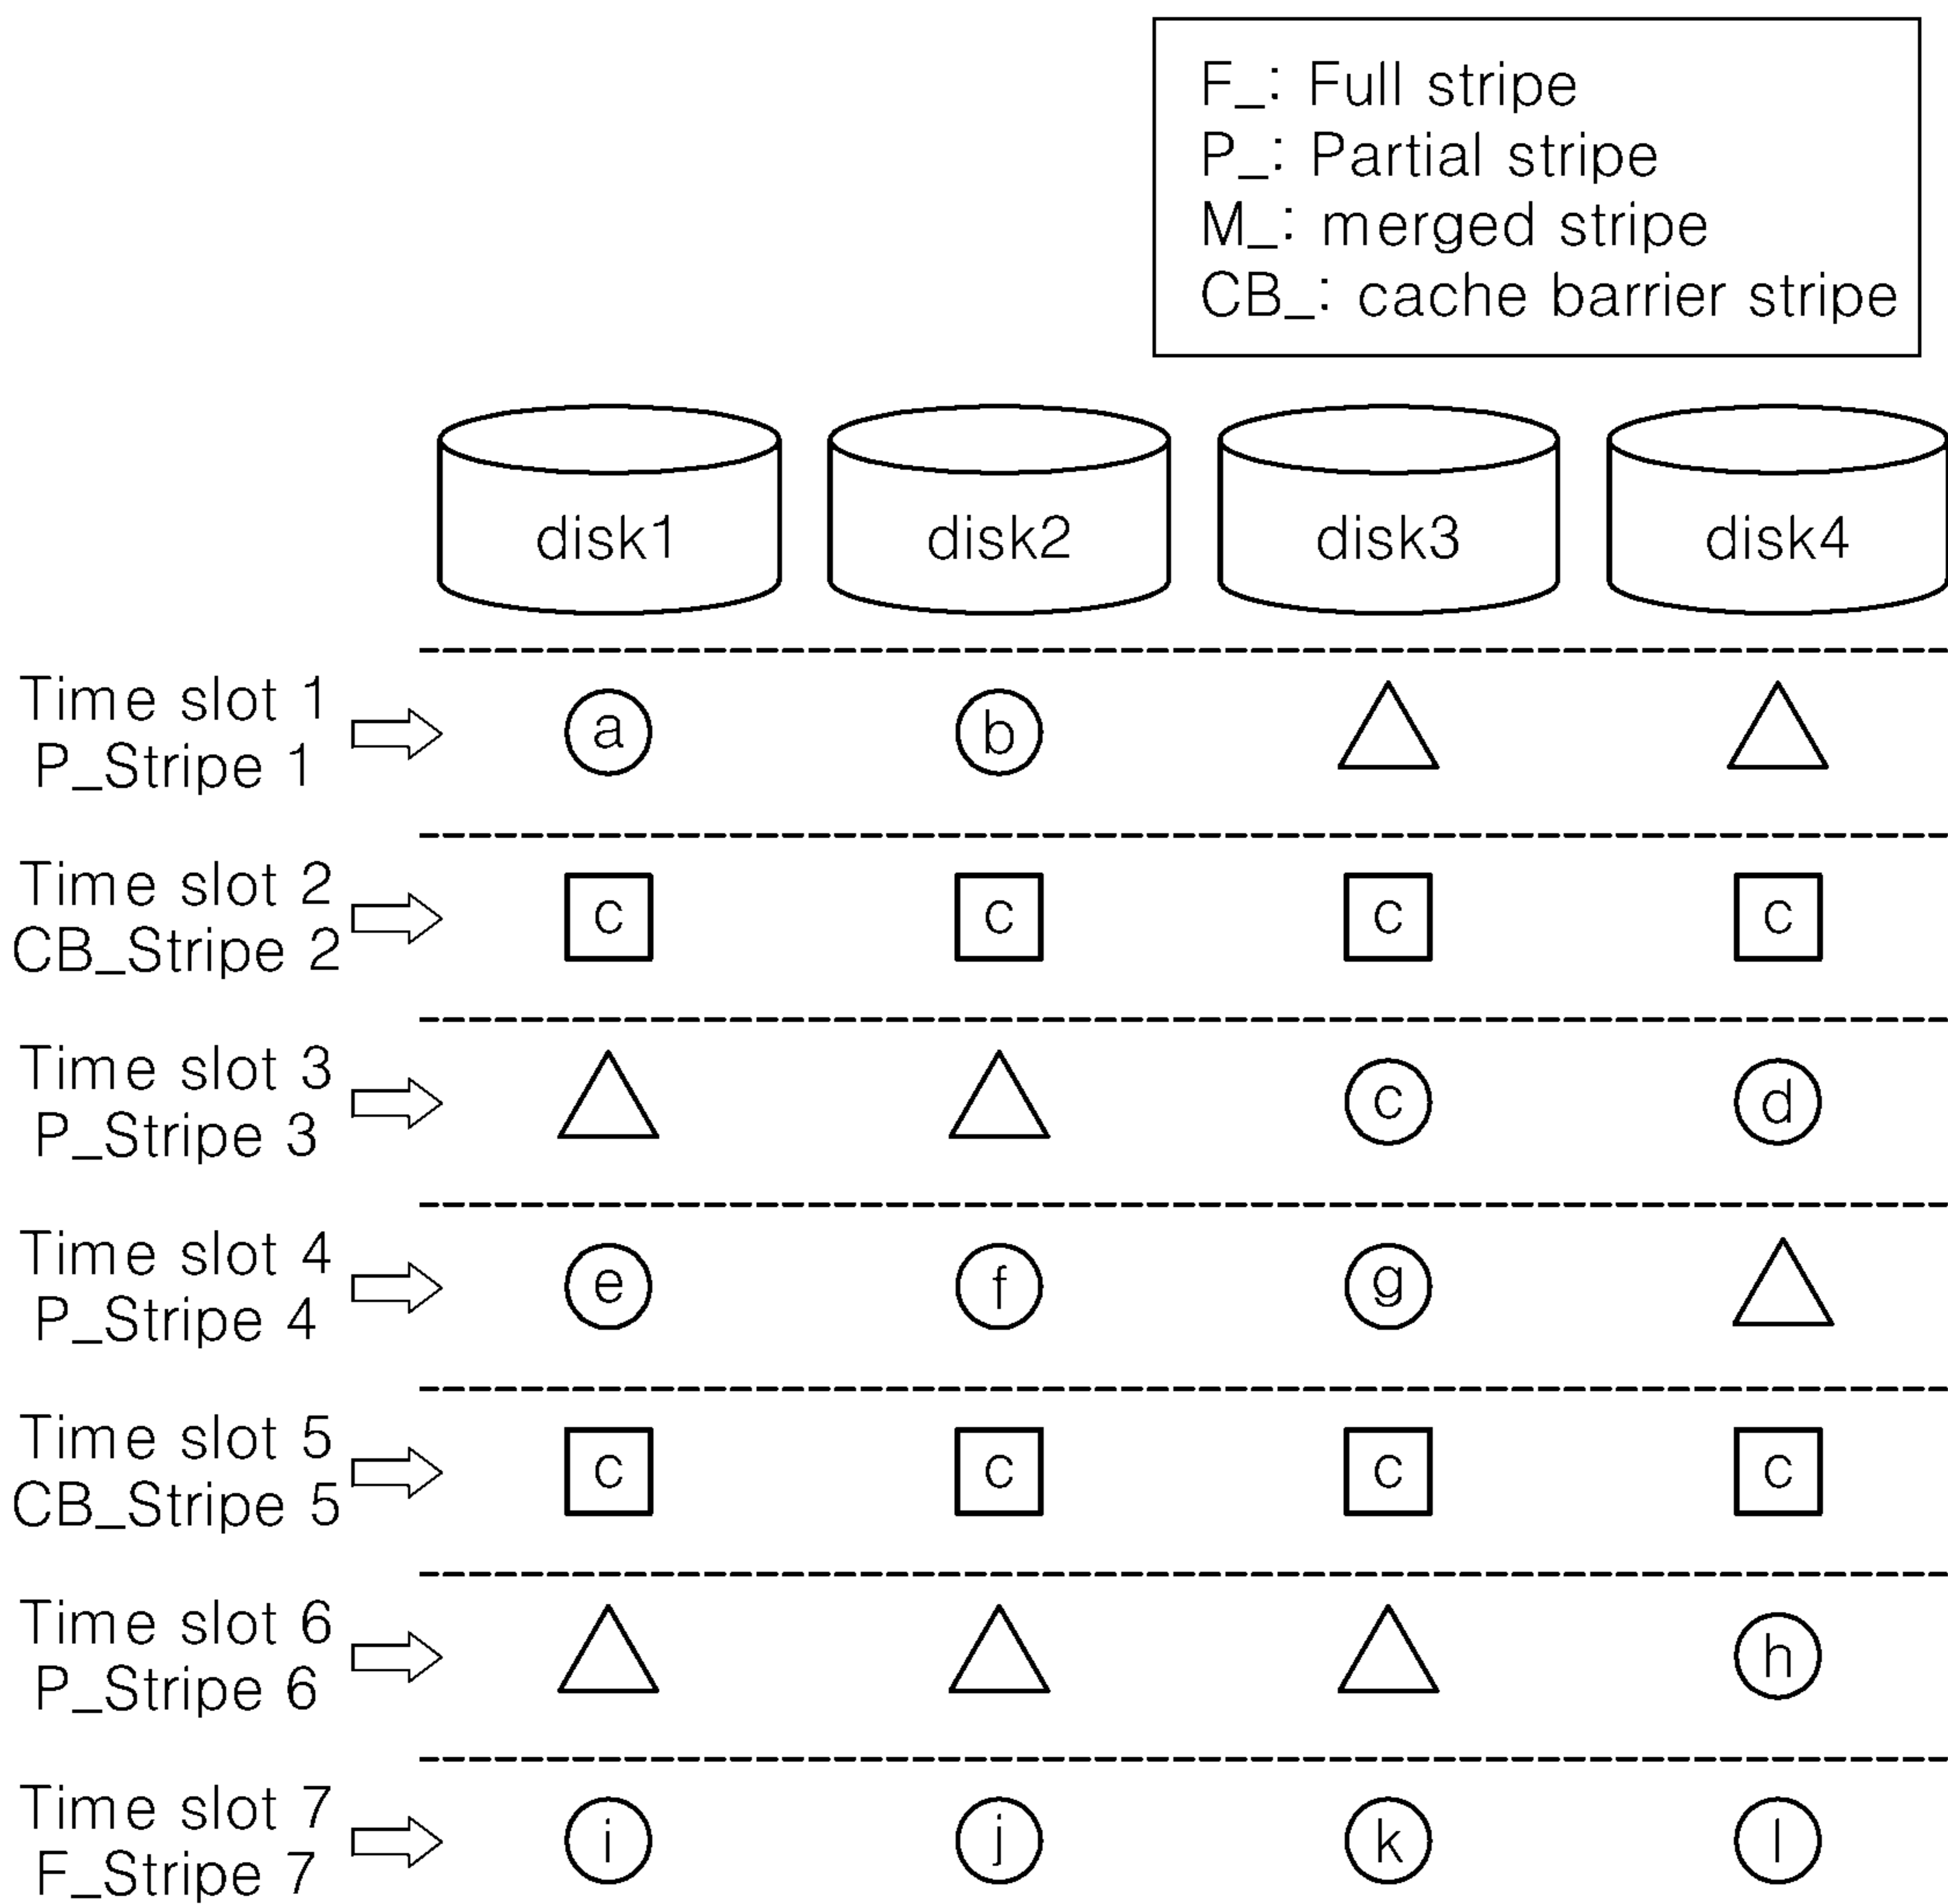 F_: Full stripe
P_: Partial stripe
M_: merged stripe
CB_: cache barrier stripe
disk1 disk2 disk3 disk4
Time slot 1
P_Stripe 1
a b
Time slot 2
CB_Stripe 2
c c c c
Time slot 3
P_Stripe 3
c d
Time slot 4
P_Stripe 4
e f g
Time slot 5
CB_Stripe 5
c c c c
Time slot 6
P_Stripe 6
h
Time slot 7
F_Stripe 7
i j k l